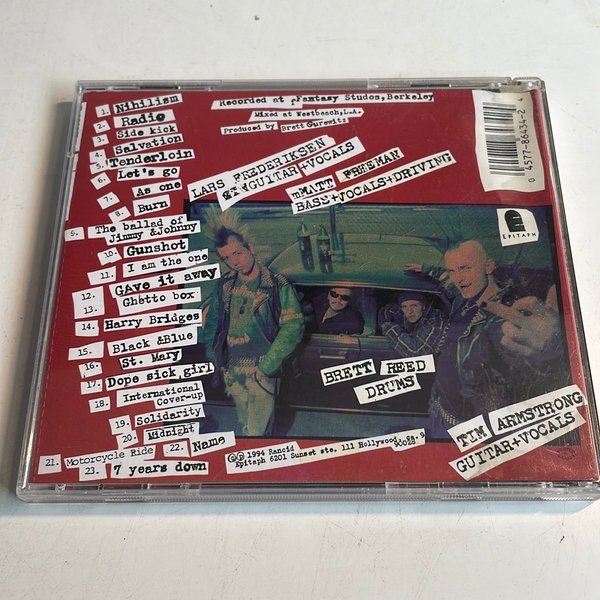 1. Nihilism
2. Radio
3. Side kick
4. Salvation
5. Tenderloin
6. Let's go
7. As one
8. Burn
9. The ballad of
Jimmy & Johnny
10. Gunshot
11. I am the one
12. GAve it away
13. Ghetto box
14. Harry Bridges
15. Black &Blue
16. St. Mary
17. Dope sick girl
18. International
Cover-up
19. Solidarity
20. Midnight
21. Motorcycle Ride
22. Name
23. 7 years down
Recorded at Fantasy Studos, Berkeley
Mixed at Westbeach, L.A.
Produced by Brett Gurewitz
LARS FREDERIKSEN
GUITAR+VOCALS
MATT FREEMAN
BASS+VOCALS+DRIVING
0 4577-86434-2 4
EPITAPH
BRETT REED
DRUMS
TIM ARMSTRONG
GUITAR+VOCALS
©℗ 1994 Rancid
Epitaph 6201 Sunset ste. 111 Hollywood, ca. 9
90028